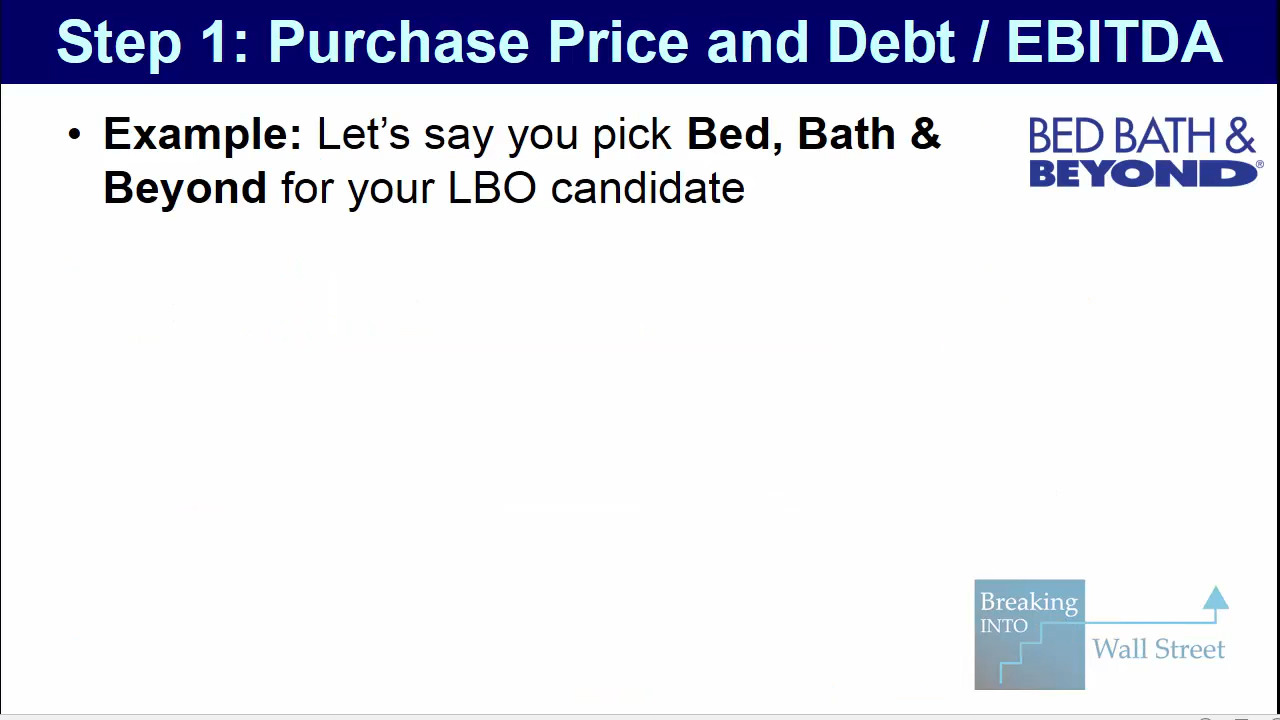 Step 1: Purchase Price and Debt / EBITDA
• Example: Let’s say you pick Bed, Bath &
Beyond for your LBO candidate
BED BATH &
BEYOND®
Breaking
INTO
Wall Street